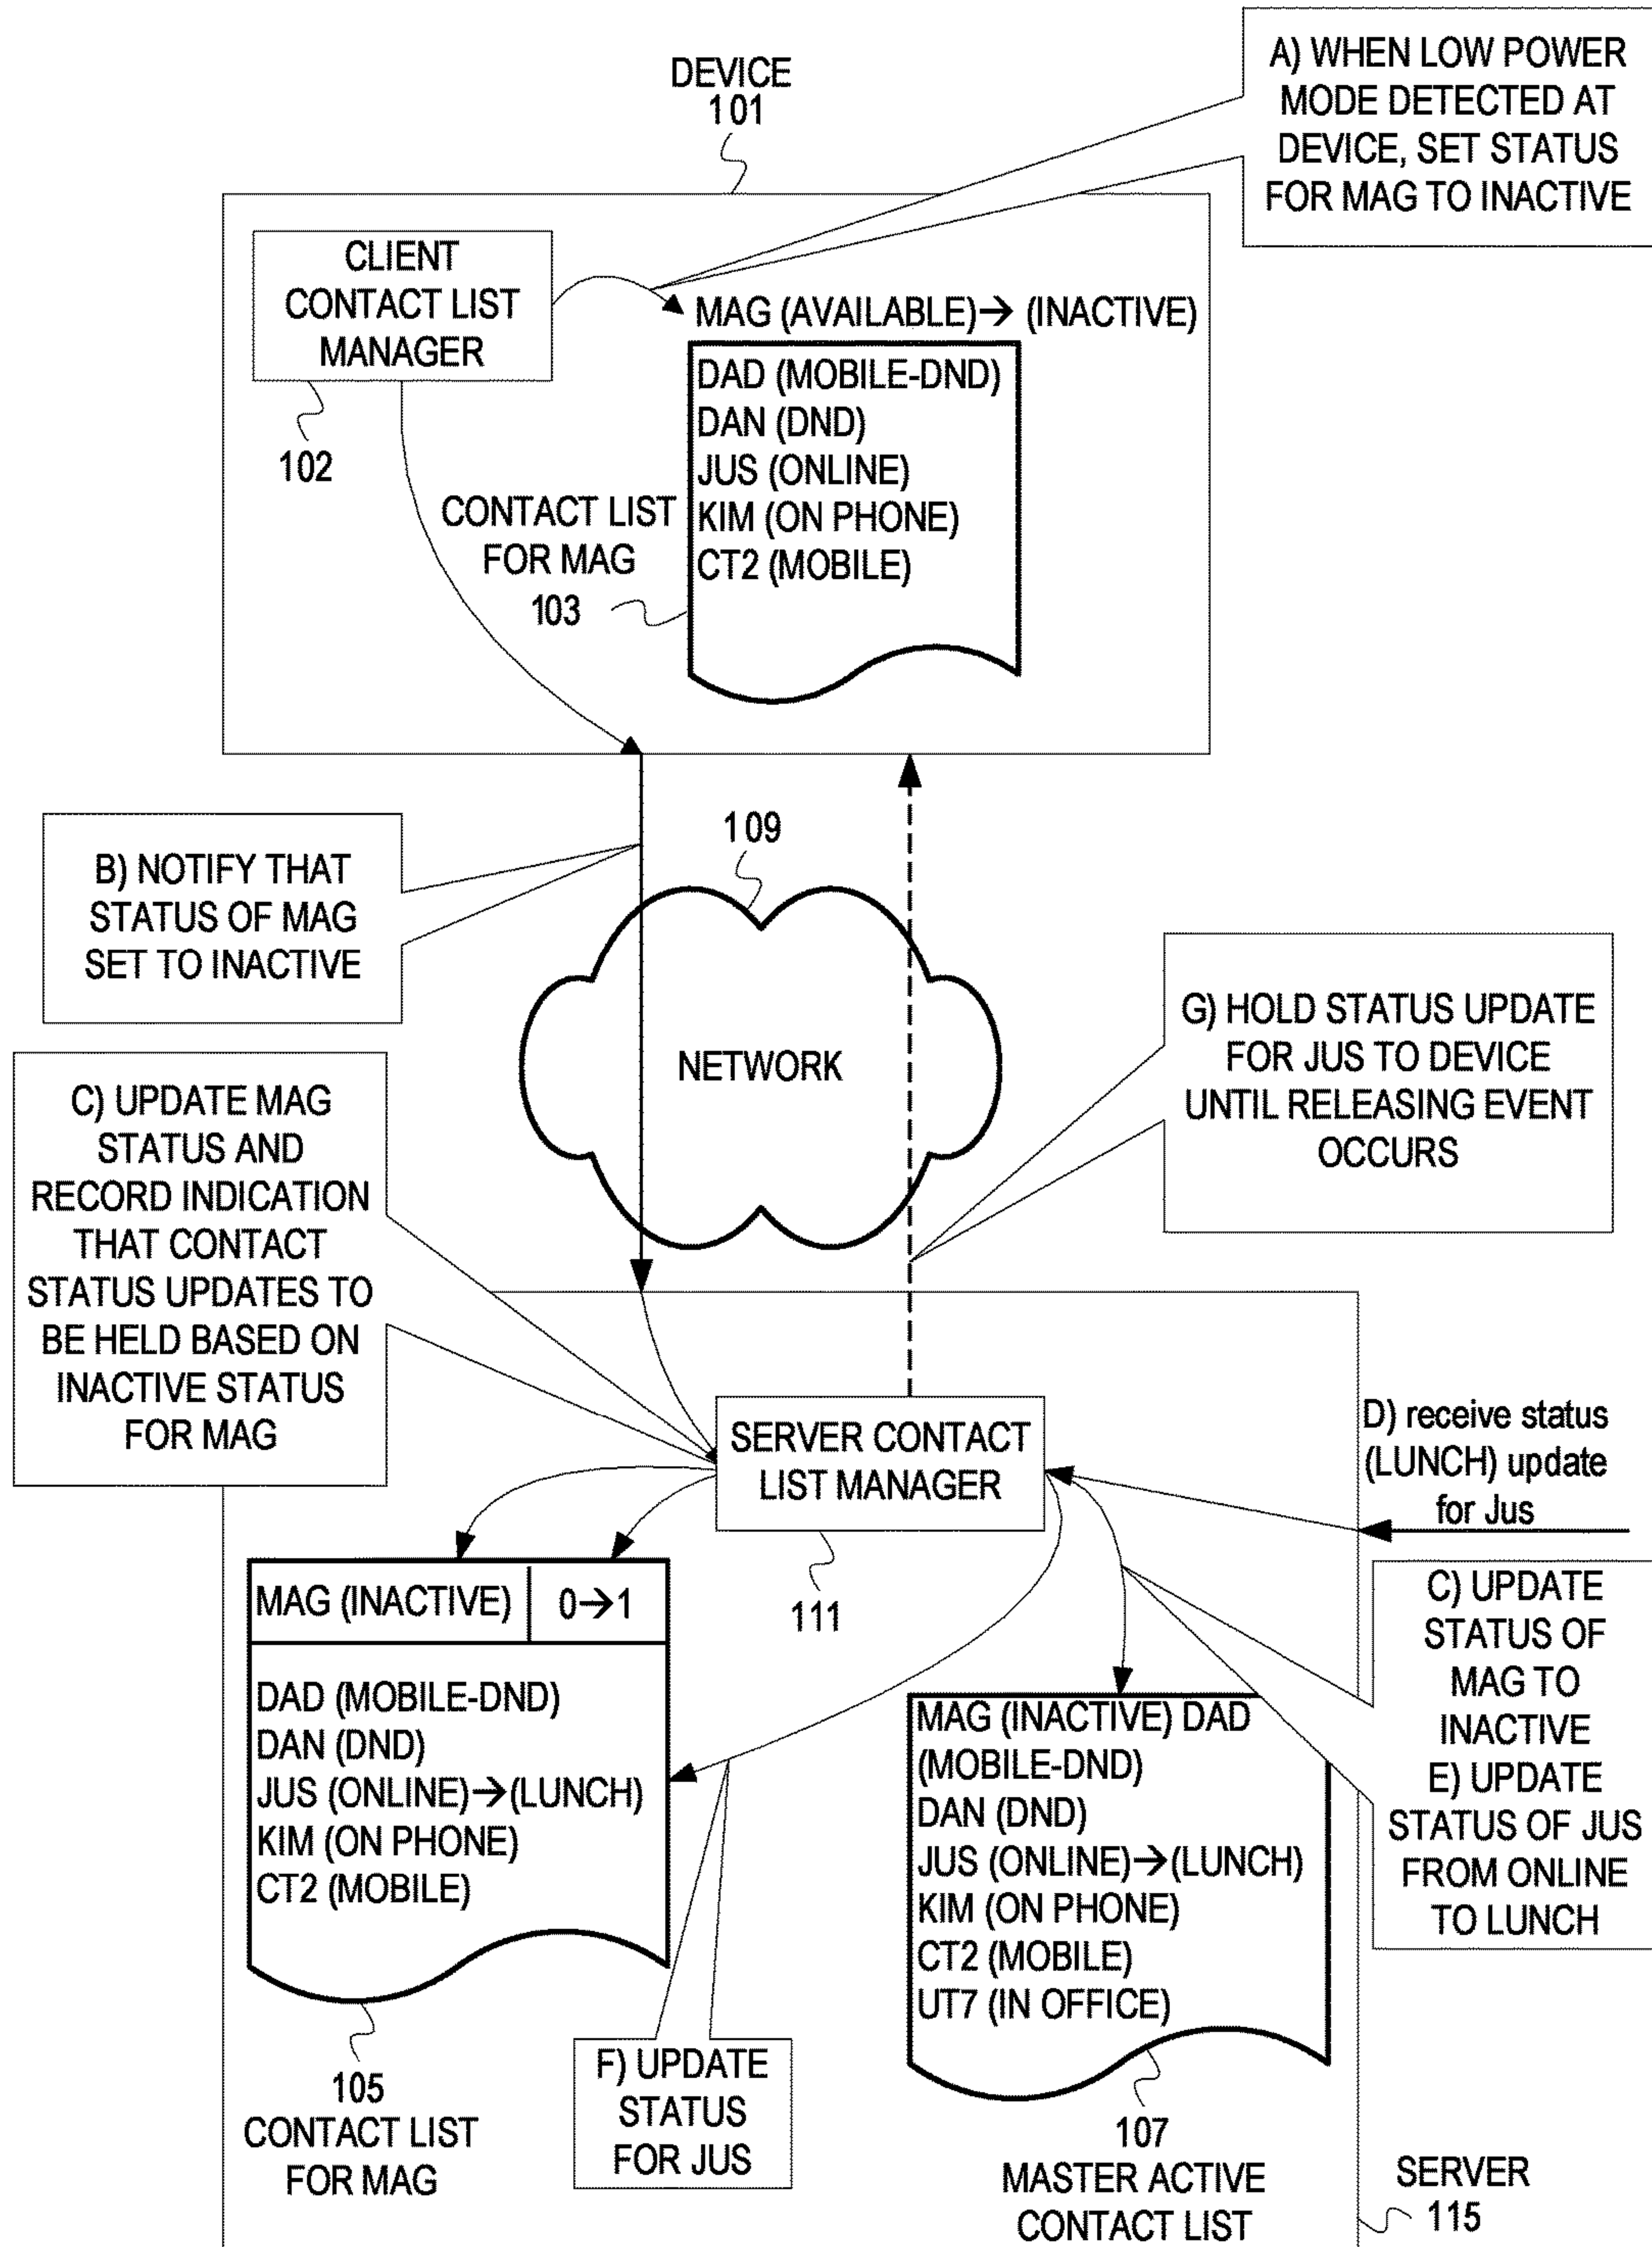 DEVICE
101
A) WHEN LOW POWER
MODE DETECTED AT
DEVICE, SET STATUS
FOR MAG TO INACTIVE
CLIENT
CONTACT LIST
MANAGER
102
MAG (AVAILABLE)→ (INACTIVE)
DAD (MOBILE-DND)
DAN (DND)
JUS (ONLINE)
KIM (ON PHONE)
CT2 (MOBILE)
CONTACT LIST
FOR MAG
103
B) NOTIFY THAT
STATUS OF MAG
SET TO INACTIVE
109
NETWORK
G) HOLD STATUS UPDATE
FOR JUS TO DEVICE
UNTIL RELEASING EVENT
OCCURS
C) UPDATE MAG
STATUS AND
RECORD INDICATION
THAT CONTACT
STATUS UPDATES TO
BE HELD BASED ON
INACTIVE STATUS
FOR MAG
SERVER CONTACT
LIST MANAGER
111
D) receive status
(LUNCH) update
for Jus
MAG (INACTIVE)
0→1
DAD (MOBILE-DND)
DAN (DND)
JUS (ONLINE)→(LUNCH)
KIM (ON PHONE)
CT2 (MOBILE)
105
CONTACT LIST
FOR MAG
C) UPDATE
STATUS OF
MAG TO
INACTIVE
E) UPDATE
STATUS OF JUS
FROM ONLINE
TO LUNCH
MAG (INACTIVE) DAD
(MOBILE-DND)
DAN (DND)
JUS (ONLINE)→(LUNCH)
KIM (ON PHONE)
CT2 (MOBILE)
UT7 (IN OFFICE)
F) UPDATE
STATUS
FOR JUS
107
MASTER ACTIVE
CONTACT LIST
SERVER
115